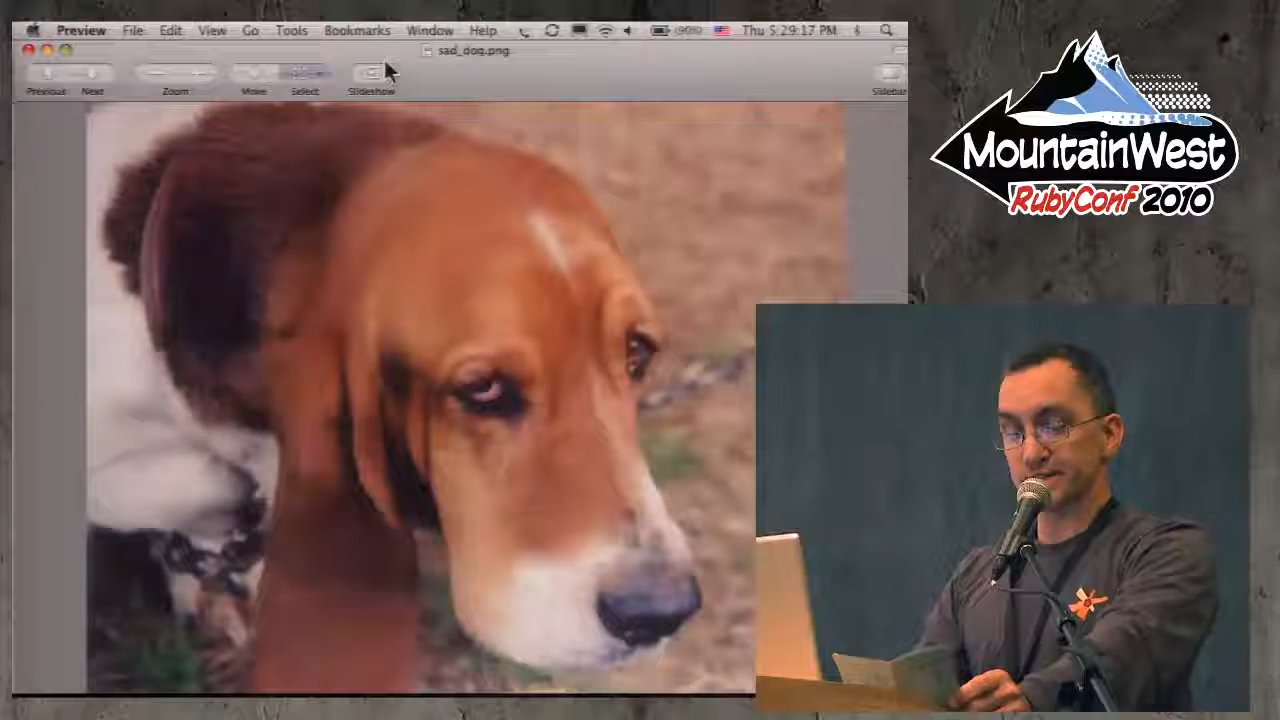 Preview File Edit View Go Tools Bookmarks Window Help (90%) Thu 5:29:17 PM
sad_dog.png
Previous Next Zoom Move Select Slideshow Sidebar
MountainWest
RubyConf 2010